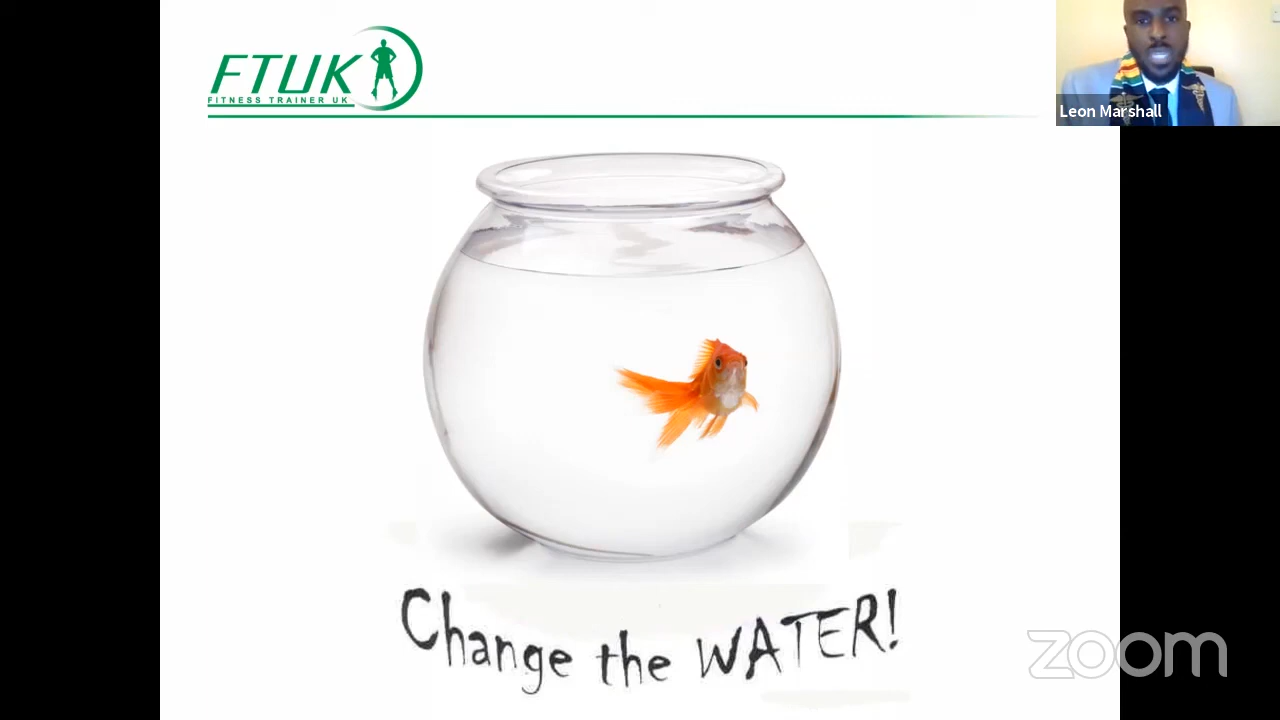 FTUK
FITNESS TRAINER UK
Leon Marshall
Change the WATER!
zoom